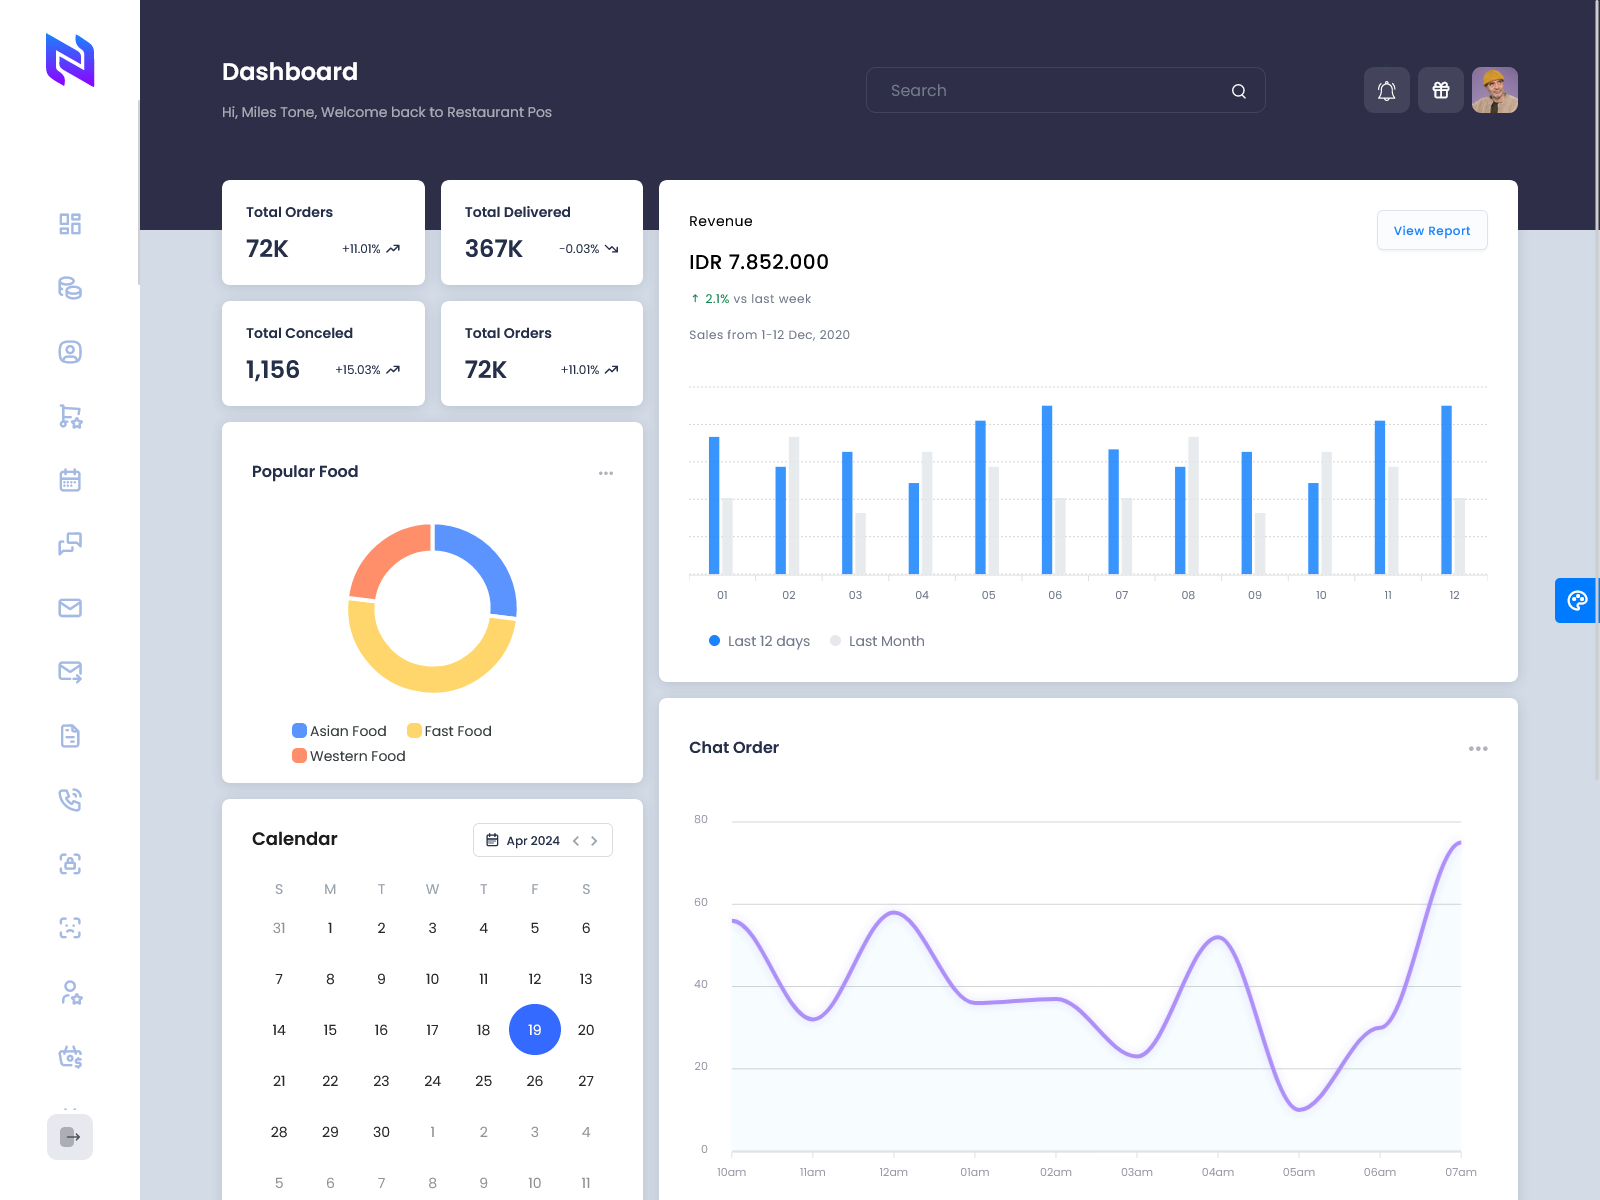 Dashboard
Hi, Miles Tone, Welcome back to Restaurant Pos
Search
Total Orders
72K +11.01%
Total Delivered
367K -0.03%
Total Conceled
1,156 +15.03%
Total Orders
72K +11.01%
Revenue
View Report
IDR 7.852.000
2.1% vs last week
Sales from 1-12 Dec, 2020
01 02 03 04 05 06 07 08 09 10 11 12
Last 12 days Last Month
Popular Food
Asian Food Fast Food
Western Food
Calendar
Apr 2024
S M T W T F S
31 1 2 3 4 5 6
7 8 9 10 11 12 13
14 15 16 17 18 19 20
21 22 23 24 25 26 27
28 29 30 1 2 3 4
5 6 7 8 9 10 11
Chat Order
80
60
40
20
0
10am 11am 12am 01am 02am 03am 04am 05am 06am 07am